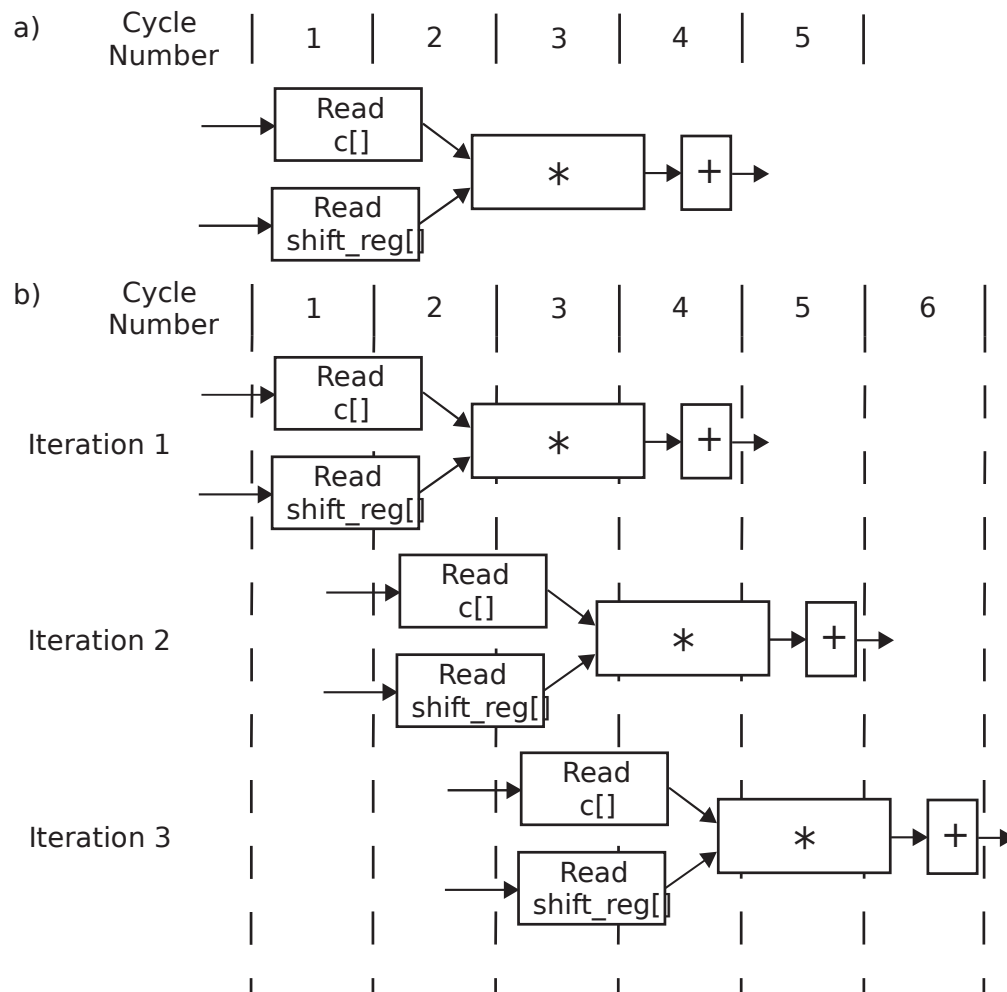 a)
Cycle
Number
1 2 3 4 5
Read
c[]
Read
shift_reg[]
*
+
b)
Cycle
Number
1 2 3 4 5 6
Iteration 1
Read
c[]
Read
shift_reg[]
*
+
Iteration 2
Read
c[]
Read
shift_reg[]
*
+
Iteration 3
Read
c[]
Read
shift_reg[]
*
+